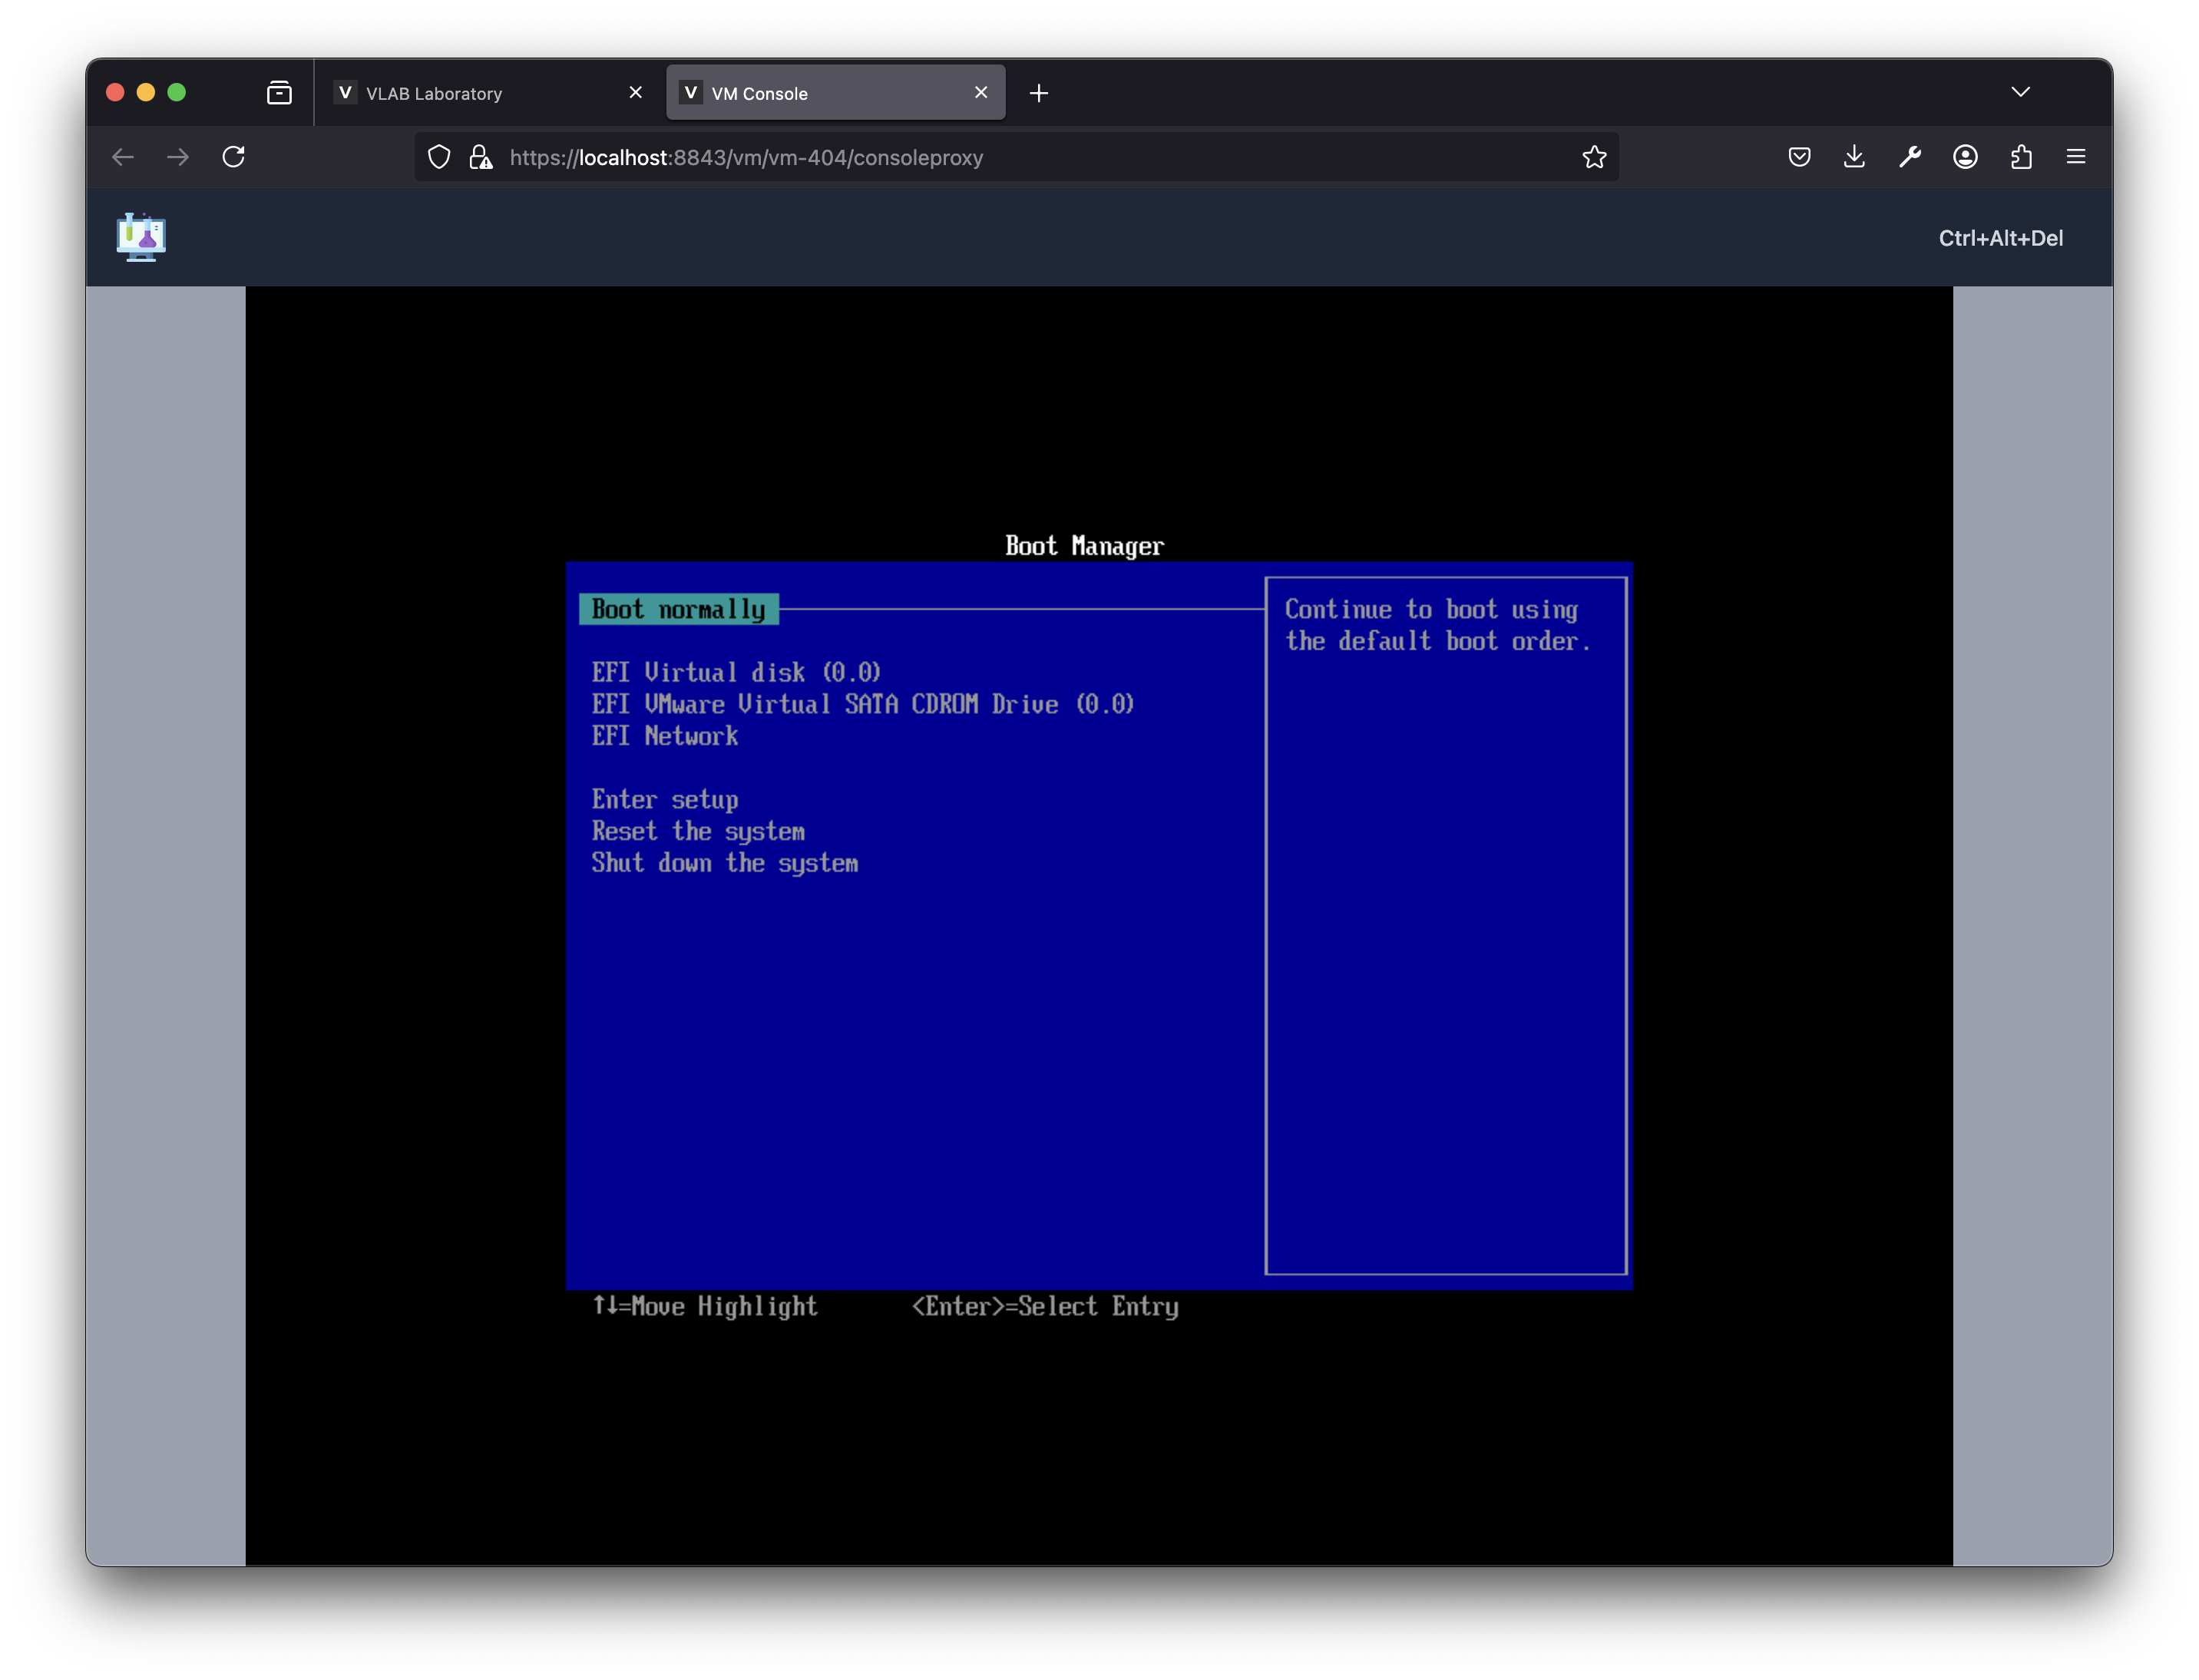 V VLAB Laboratory
V VM Console
https://localhost:8843/vm/vm-404/consoleproxy
Ctrl+Alt+Del
Boot Manager
Boot normally
Continue to boot using
the default boot order.
EFI Virtual disk (0.0)
EFI VMware Virtual SATA CDROM Drive (0.0)
EFI Network
Enter setup
Reset the system
Shut down the system
↑↓=Move Highlight
<Enter>=Select Entry